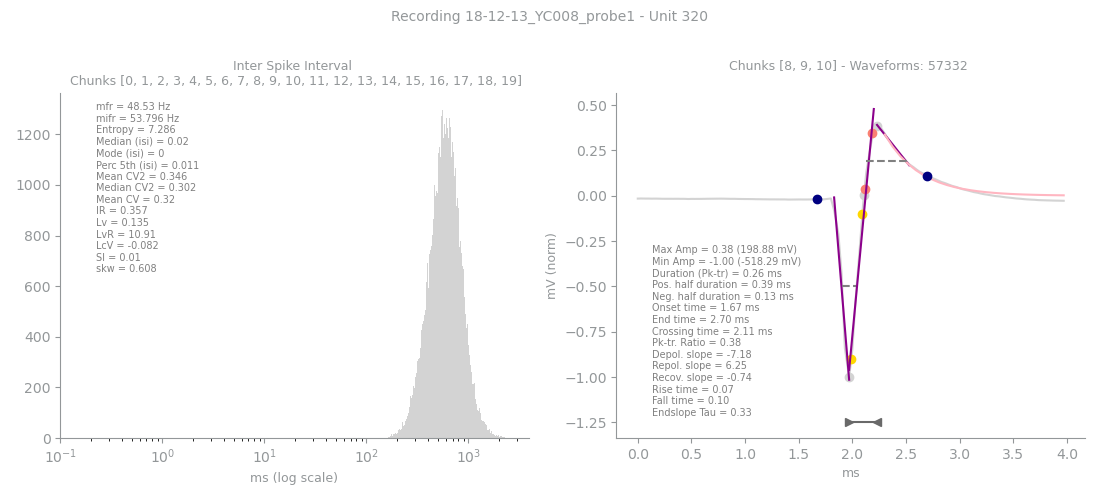 Recording 18-12-13_YC008_probe1 - Unit 320
Inter Spike Interval
Chunks [0, 1, 2, 3, 4, 5, 6, 7, 8, 9, 10, 11, 12, 13, 14, 15, 16, 17, 18, 19]
mfr = 48.53 Hz
mifr = 53.796 Hz
Entropy = 7.286
Median (isi) = 0.02
Mode (isi) = 0
Perc 5th (isi) = 0.011
Mean CV2 = 0.346
Median CV2 = 0.302
Mean CV = 0.32
IR = 0.357
Lv = 0.135
LvR = 10.91
LcV = -0.082
SI = 0.01
skw = 0.608
1200
1000
800
600
400
200
0
10⁻¹ 10⁰ 10¹ 10² 10³
ms (log scale)
Chunks [8, 9, 10] - Waveforms: 57332
mV (norm)
0.50
0.25
0.00
−0.25
−0.50
−0.75
−1.00
−1.25
Max Amp = 0.38 (198.88 mV)
Min Amp = -1.00 (-518.29 mV)
Duration (Pk-tr) = 0.26 ms
Pos. half duration = 0.39 ms
Neg. half duration = 0.13 ms
Onset time = 1.67 ms
End time = 2.70 ms
Crossing time = 2.11 ms
Pk-tr. Ratio = 0.38
Depol. slope = -7.18
Repol. slope = 6.25
Recov. slope = -0.74
Rise time = 0.07
Fall time = 0.10
Endslope Tau = 0.33
0.0 0.5 1.0 1.5 2.0 2.5 3.0 3.5 4.0
ms